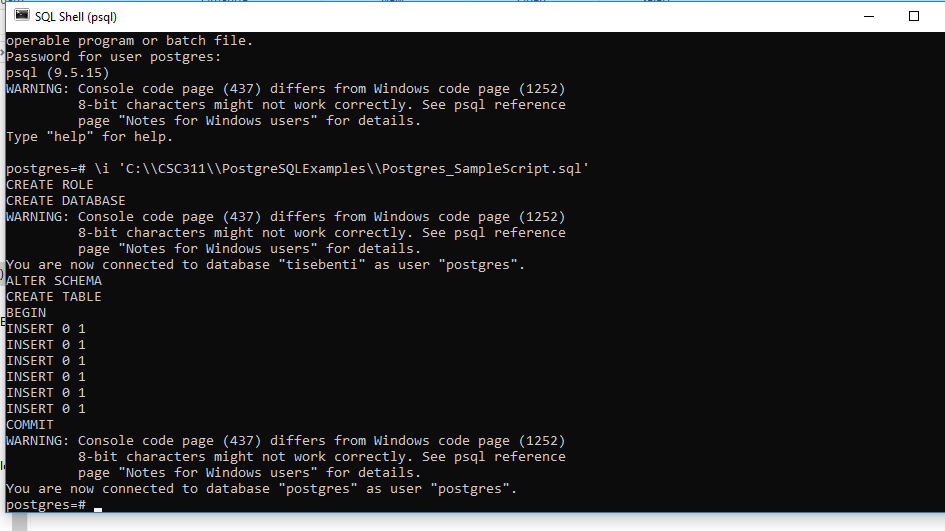 SQL Shell (psql)
operable program or batch file.
Password for user postgres:
psql (9.5.15)
WARNING: Console code page (437) differs from Windows code page (1252)
         8-bit characters might not work correctly. See psql reference
         page "Notes for Windows users" for details.
Type "help" for help.

postgres=# \i 'C:\\CSC311\\PostgreSQLExamples\\Postgres_SampleScript.sql'
CREATE ROLE
CREATE DATABASE
WARNING: Console code page (437) differs from Windows code page (1252)
         8-bit characters might not work correctly. See psql reference
         page "Notes for Windows users" for details.
You are now connected to database "tisebenti" as user "postgres".
ALTER SCHEMA
CREATE TABLE
BEGIN
INSERT 0 1
INSERT 0 1
INSERT 0 1
INSERT 0 1
INSERT 0 1
INSERT 0 1
COMMIT
WARNING: Console code page (437) differs from Windows code page (1252)
         8-bit characters might not work correctly. See psql reference
         page "Notes for Windows users" for details.
You are now connected to database "postgres" as user "postgres".
postgres=#